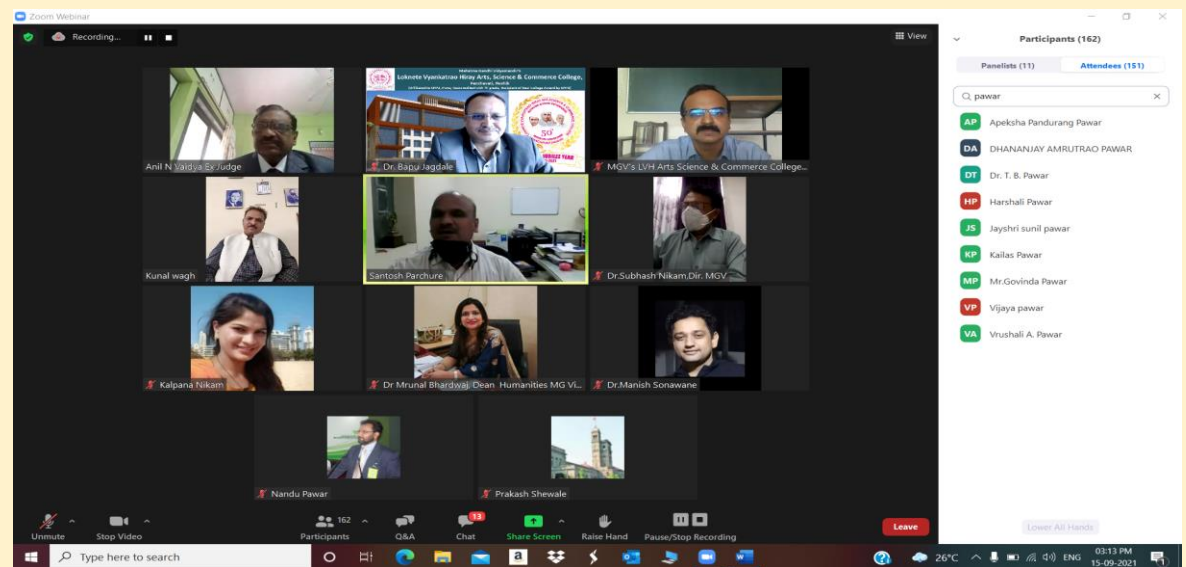 Zoom Webinar
Recording...
View
Participants (162)
Panelists (11)
Attendees (151)
pawar
AP Apeksha Pandurang Pawar
DA DHANANJAY AMRUTRAO PAWAR
DT Dr. T. B. Pawar
HP Harshali Pawar
JS Jayshri sunil pawar
KP Kailas Pawar
MP Mr.Govinda Pawar
VP Vijaya pawar
VA Vrushali A. Pawar
Loknete Vyankatrao Hiray Arts, Science & Commerce College,
50
Anil N Vaidya Ex Judge
Dr. Bapu Jagdale
MGV's LVH Arts Science & Commerce College...
Kunal wagh
Santosh Parchure
Dr.Subhash Nikam,Dir. MGV
Kalpana Nikam
Dr Mrunal Bhardwaj, Dean Humanities MG Vi...
Dr.Manish Sonawane
Nandu Pawar
Prakash Shewale
162
13
Unmute
Stop Video
Participants
Q&A
Chat
Share Screen
Raise Hand
Pause/Stop Recording
Leave
Lower All Hands
Type here to search
26°C
ENG
03:13 PM
15-09-2021